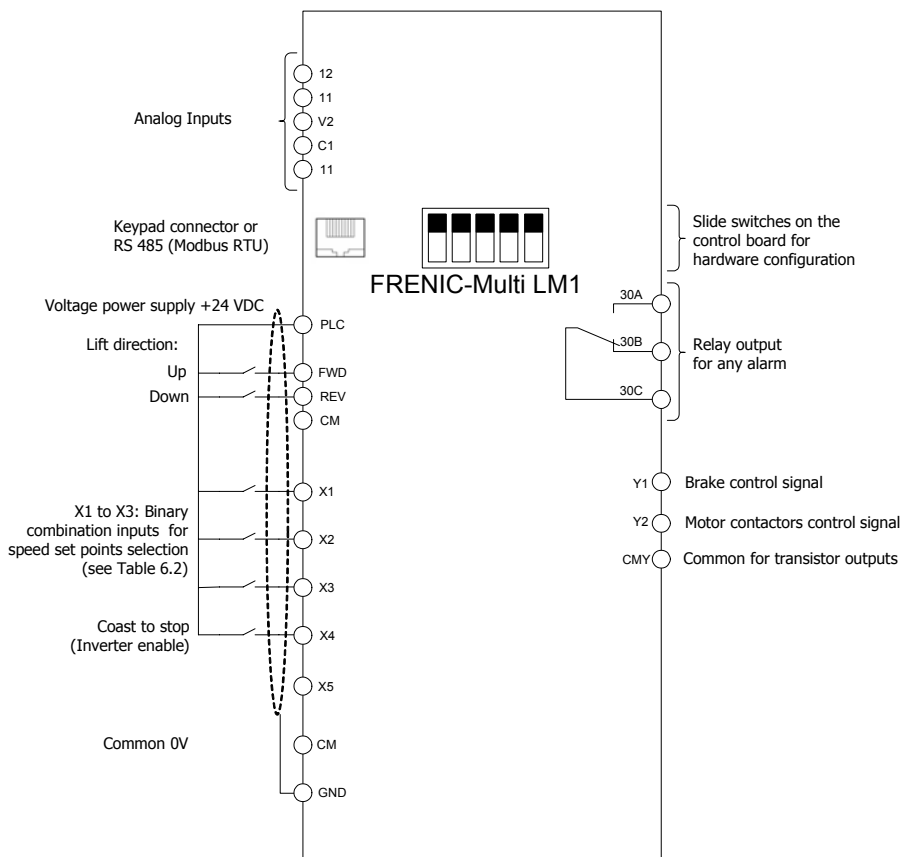 12
11
V2
C1
11
Analog Inputs
Keypad connector or
RS 485 (Modbus RTU)
FRENIC-Multi LM1
Slide switches on the
control board for
hardware configuration
Voltage power supply +24 VDC
PLC
Lift direction:
Up
FWD
Down
REV
CM
30A
30B
30C
Relay output
for any alarm
X1
X1 to X3: Binary
combination inputs for
speed set points selection
(see Table 6.2)
X2
X3
Coast to stop
(Inverter enable)
X4
X5
Common 0V
CM
GND
Y1
Brake control signal
Y2
Motor contactors control signal
CMY
Common for transistor outputs